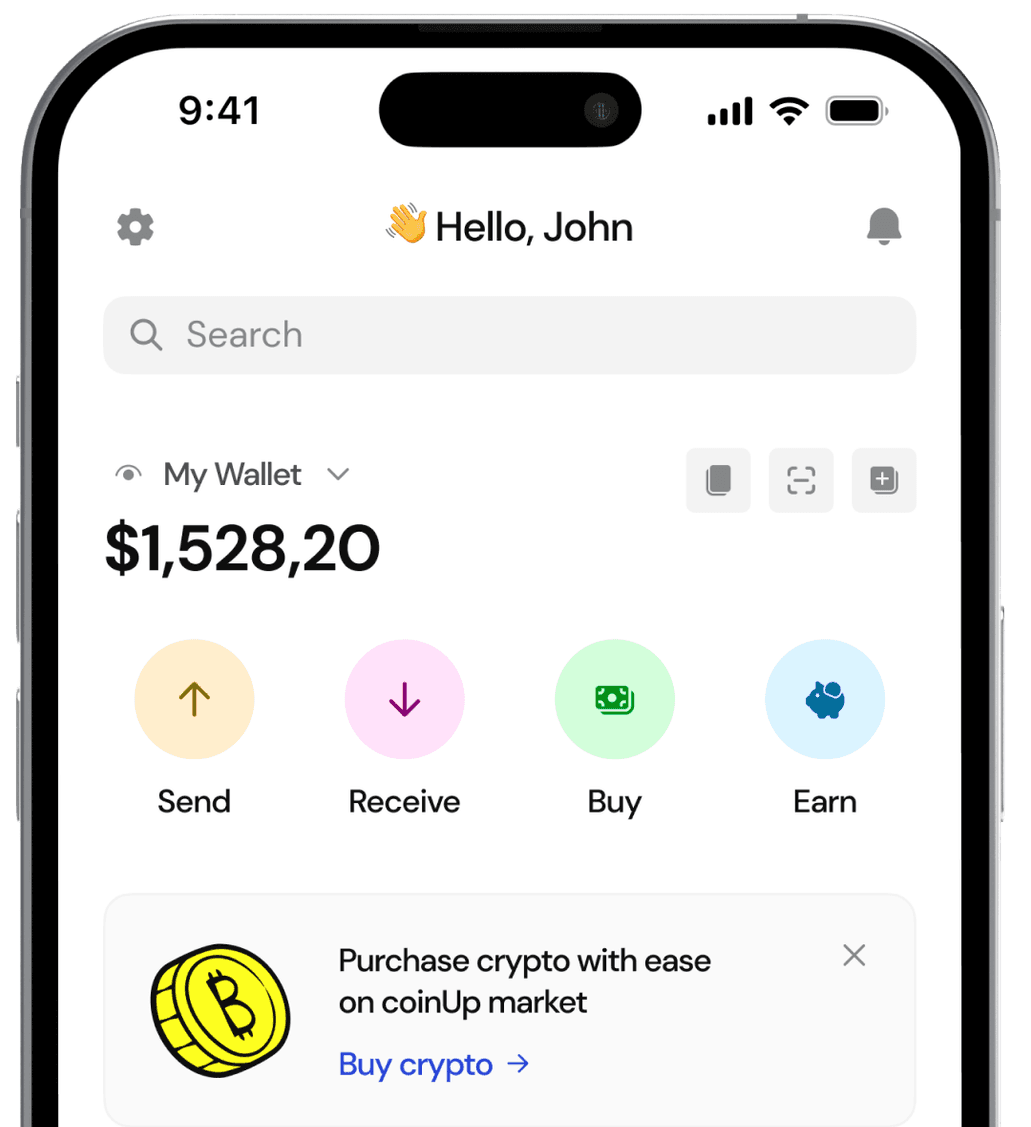 9:41
👋 Hello, John
Search
My Wallet
$1,528,20
Send
Receive
Buy
Earn
Purchase crypto with ease
on coinUp market
Buy crypto →